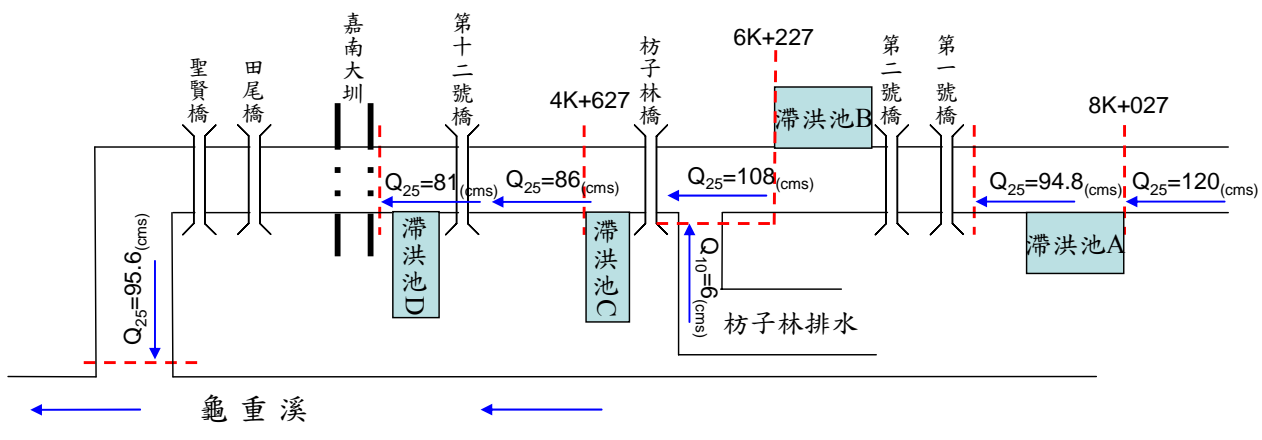 聖賢橋
田尾橋
嘉南大圳
第十二號橋
4K+627
枋子林橋
6K+227
滯洪池B
第二號橋
第一號橋
8K+027
Q25=81(cms)
Q25=86(cms)
Q25=108(cms)
Q25=94.8(cms)
Q25=120(cms)
滯洪池D
滯洪池C
滯洪池A
Q10=6(cms)
Q25=95.6(cms)
枋子林排水
龜重溪